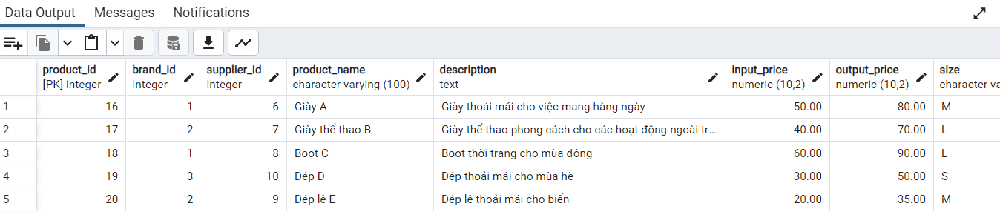 Data Output Messages Notifications
product_id brand_id supplier_id product_name description input_price output_price size
[PK] integer integer integer character varying (100) text numeric (10,2) numeric (10,2) character va
1 16 1 6 Giày A Giày thoải mái cho việc mang hàng ngày 50.00 80.00 M
2 17 2 7 Giày thể thao B Giày thể thao phong cách cho các hoạt động ngoài tr… 40.00 70.00 L
3 18 1 8 Boot C Boot thời trang cho mùa đông 60.00 90.00 L
4 19 3 10 Dép D Dép thoải mái cho mùa hè 30.00 50.00 S
5 20 2 9 Dép lê E Dép lê thoải mái cho biển 20.00 35.00 M